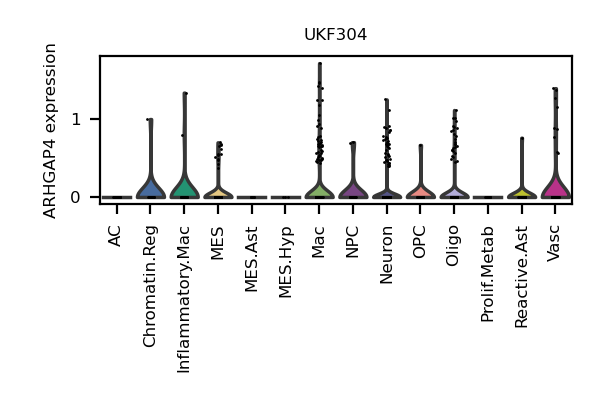 UKF304
ARHGAP4 expression
1
0
AC
Chromatin.Reg
Inflammatory.Mac
MES
MES.Ast
MES.Hyp
Mac
NPC
Neuron
OPC
Oligo
Prolif.Metab
Reactive.Ast
Vasc